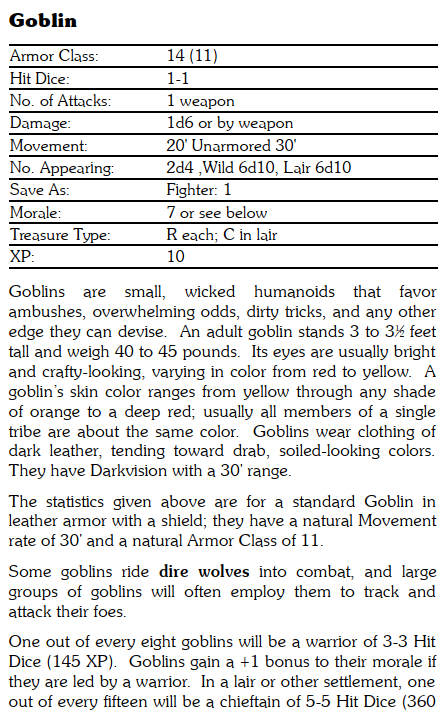 Goblin
Armor Class: 14 (11)
Hit Dice: 1-1
No. of Attacks: 1 weapon
Damage: 1d6 or by weapon
Movement: 20' Unarmored 30'
No. Appearing: 2d4 ,Wild 6d10, Lair 6d10
Save As: Fighter: 1
Morale: 7 or see below
Treasure Type: R each; C in lair
XP: 10
Goblins are small, wicked humanoids that favor
ambushes, overwhelming odds, dirty tricks, and any other
edge they can devise. An adult goblin stands 3 to 3½ feet
tall and weigh 40 to 45 pounds. Its eyes are usually bright
and crafty-looking, varying in color from red to yellow. A
goblin's skin color ranges from yellow through any shade
of orange to a deep red; usually all members of a single
tribe are about the same color. Goblins wear clothing of
dark leather, tending toward drab, soiled-looking colors.
They have Darkvision with a 30' range.
The statistics given above are for a standard Goblin in
leather armor with a shield; they have a natural Movement
rate of 30' and a natural Armor Class of 11.
Some goblins ride dire wolves into combat, and large
groups of goblins will often employ them to track and
attack their foes.
One out of every eight goblins will be a warrior of 3-3 Hit
Dice (145 XP). Goblins gain a +1 bonus to their morale if
they are led by a warrior. In a lair or other settlement, one
out of every fifteen will be a chieftain of 5-5 Hit Dice (360